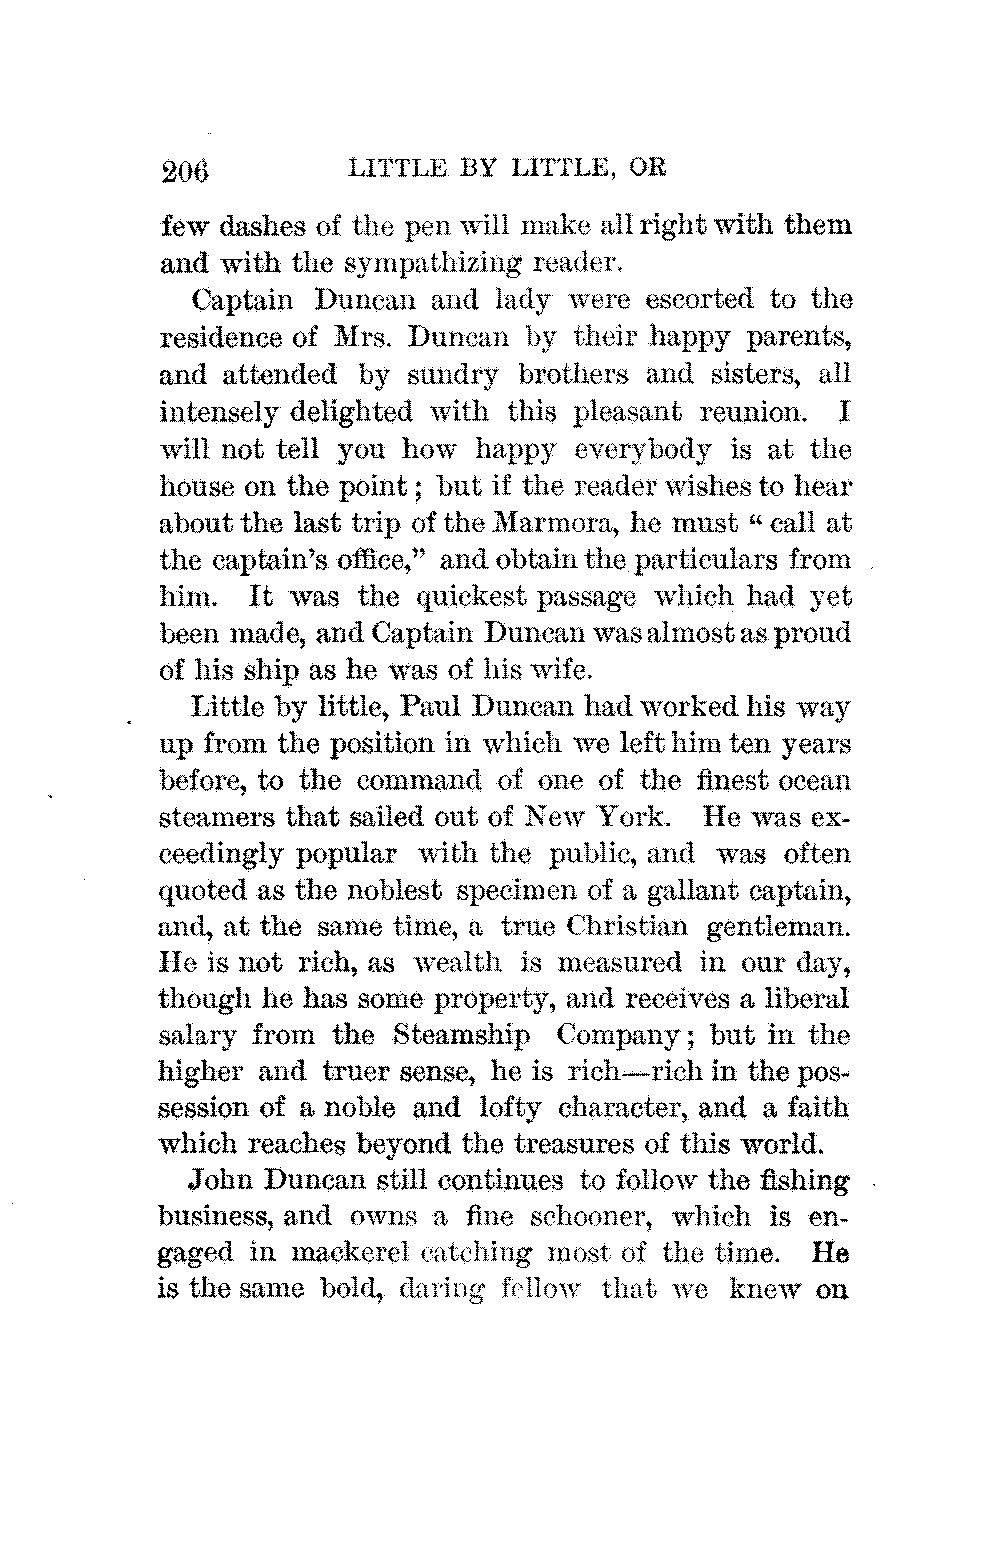 206 LITTLE BY LITTLE, OR
few dashes of the pen will make all right with them
and with the sympathizing reader.
Captain Duncan and lady were escorted to the
residence of Mrs. Duncan by their happy parents,
and attended by sundry brothers and sisters, all
intensely delighted with this pleasant reunion. I
will not tell you how happy everybody is at the
house on the point; but if the reader wishes to hear
about the last trip of the Marmora, he must “ call at
the captain’s office,” and obtain the particulars from
him. It was the quickest passage which had yet
been made, and Captain Duncan was almost as proud
of his ship as he was of his wife.
Little by little, Paul Duncan had worked his way
up from the position in which we left him ten years
before, to the command of one of the finest ocean
steamers that sailed out of New York. He was ex-
ceedingly popular with the public, and was often
quoted as the noblest specimen of a gallant captain,
and, at the same time, a true Christian gentleman.
He is not rich, as wealth is measured in our day,
though he has some property, and receives a liberal
salary from the Steamship Company; but in the
higher and truer sense, he is rich—rich in the pos-
session of a noble and lofty character, and a faith
which reaches beyond the treasures of this world.
John Duncan still continues to follow the fishing
business, and owns a fine schooner, which is en-
gaged in mackerel catching most of the time. He
is the same bold, daring fellow that we knew on